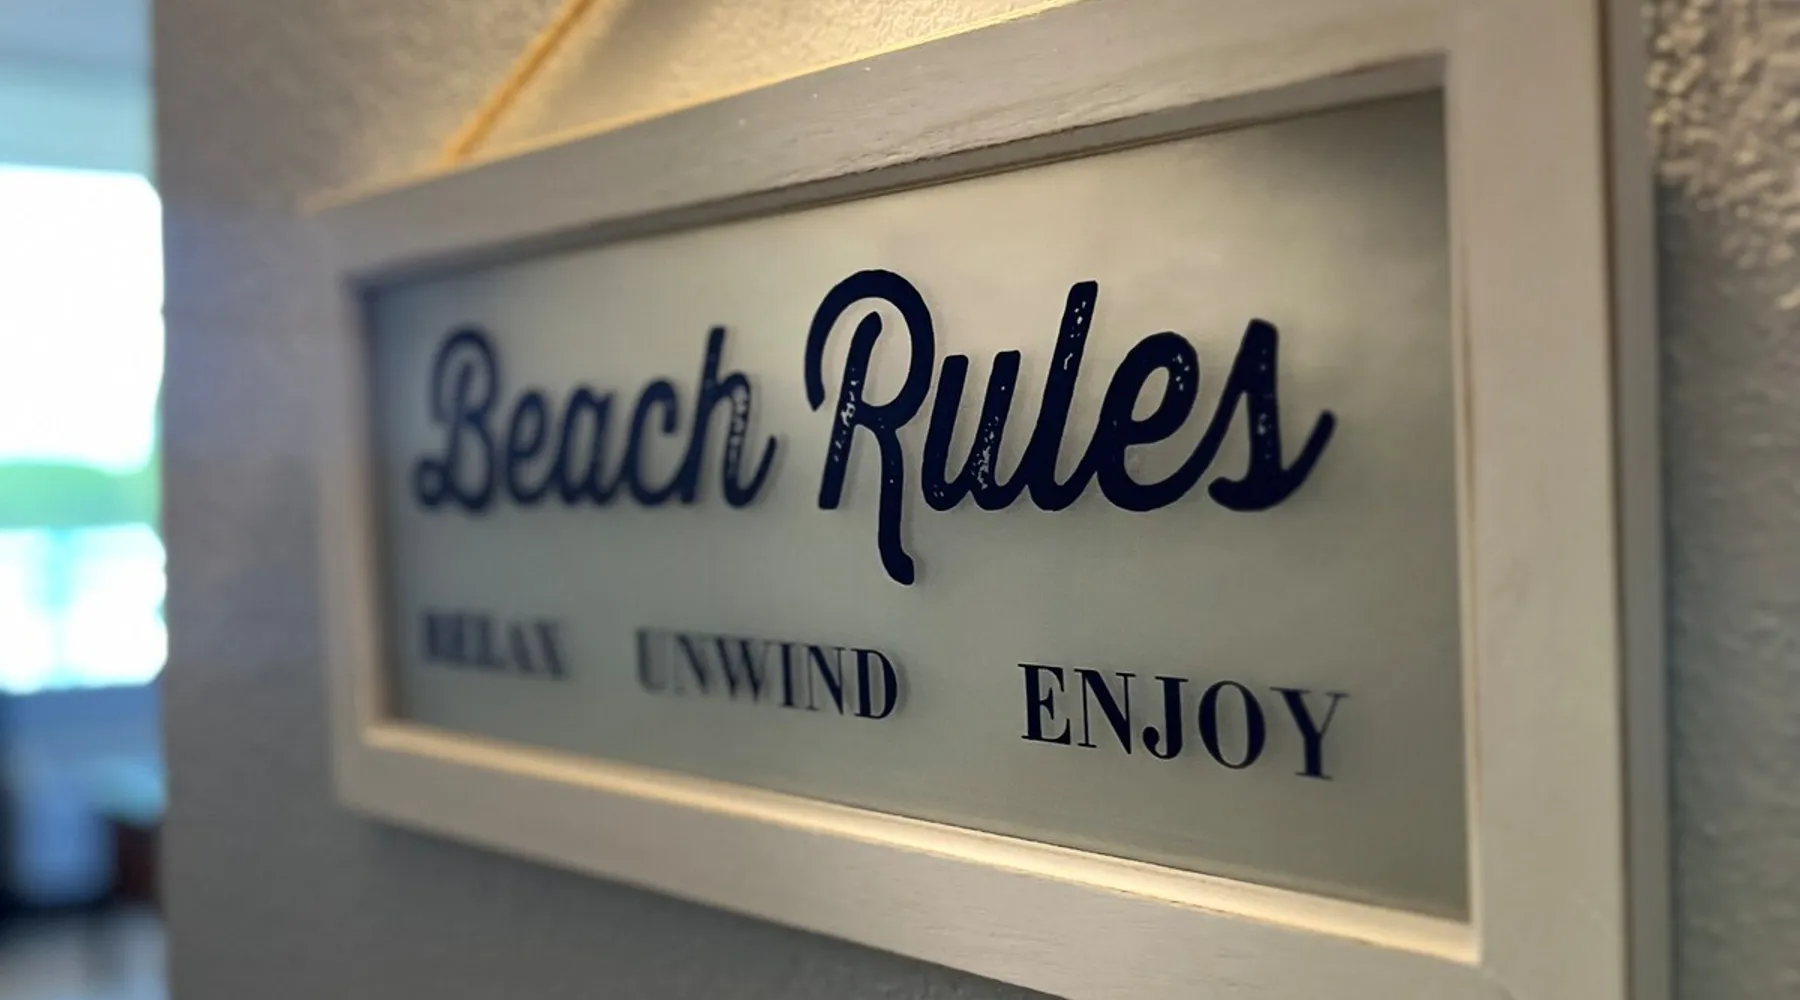 Beach Rules
RELAX UNWIND ENJOY